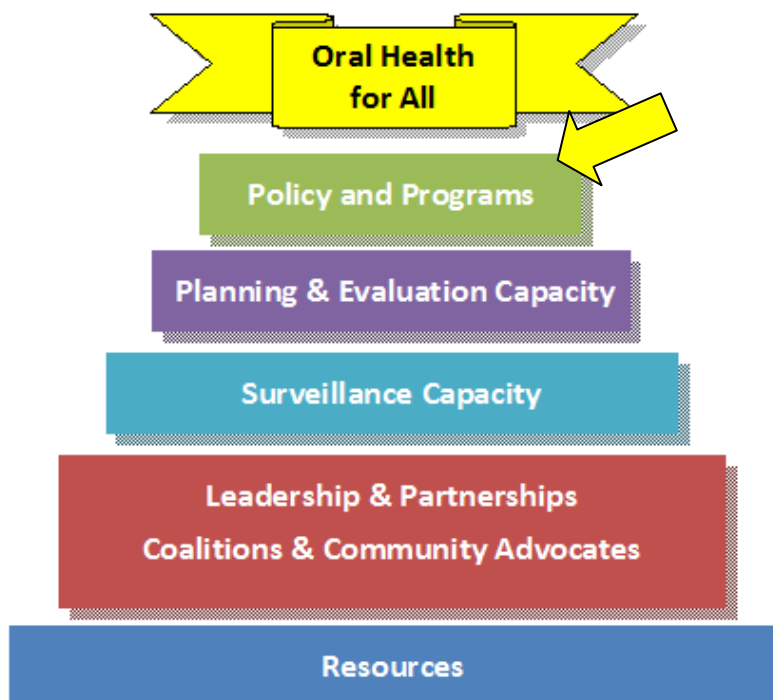 Oral Health
for All
Policy and Programs
Planning & Evaluation Capacity
Surveillance Capacity
Leadership & Partnerships
Coalitions & Community Advocates
Resources